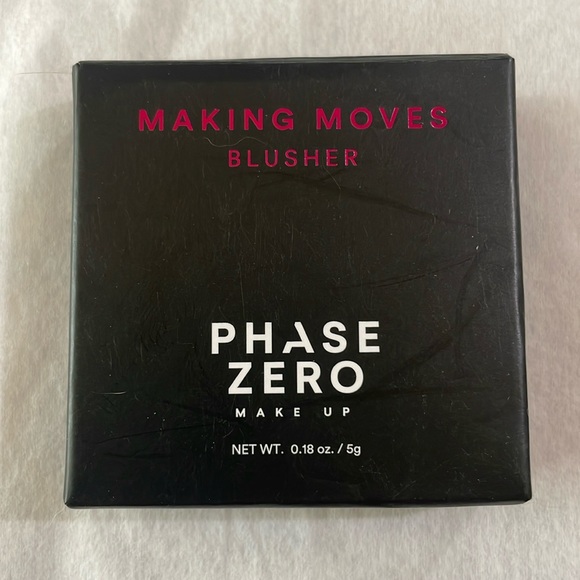 MAKING MOVES
BLUSHER
PHASE
ZERO
MAKE UP
NET WT. 0.18 oz. / 5g